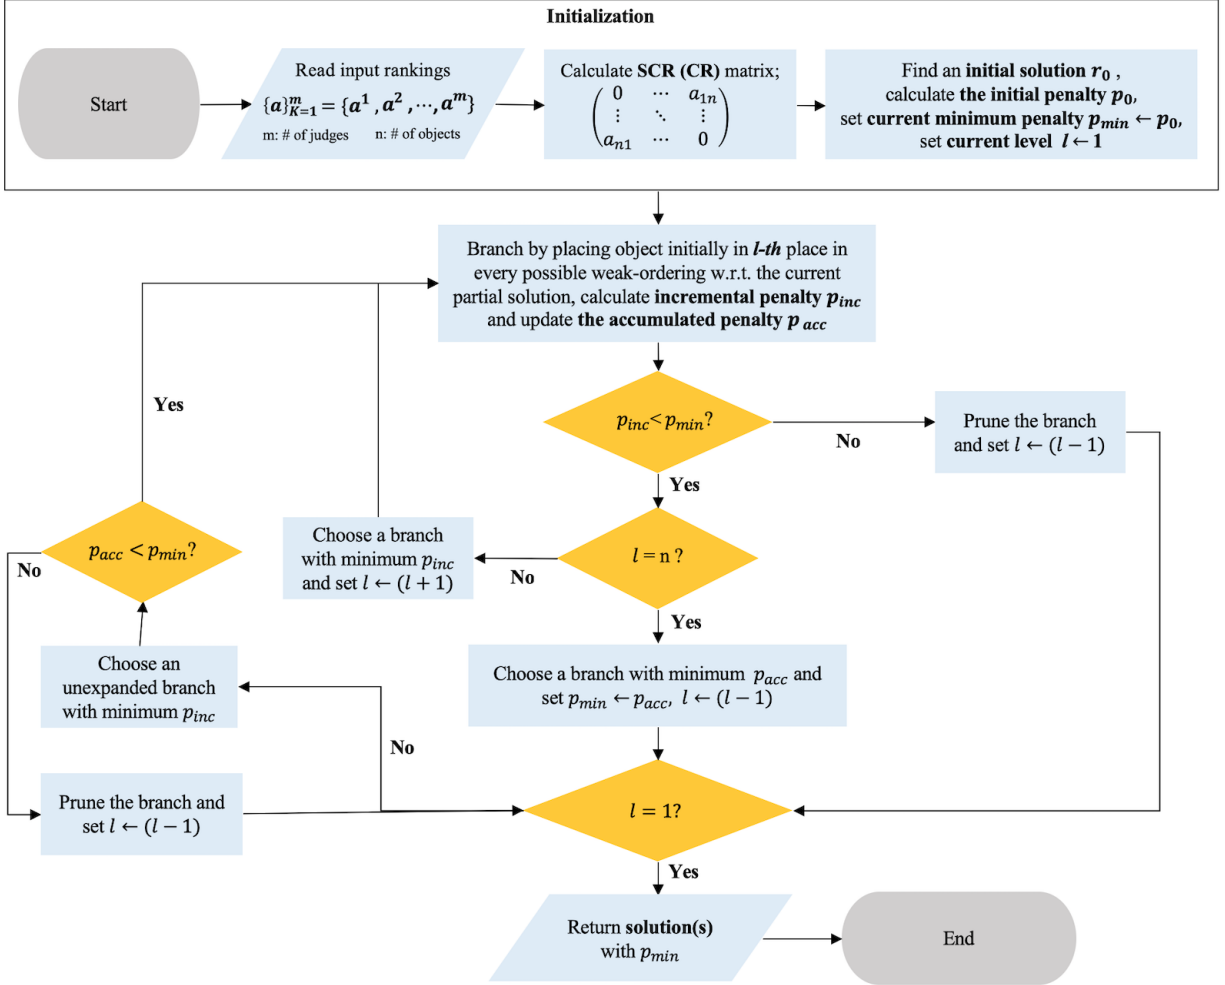 Initialization
Start
Read input rankings
{a}ᵐ_K=1 = {a¹, a², ⋯, aᵐ}
m: # of judges n: # of objects
Calculate SCR (CR) matrix;
0 ⋯ a_1n
⋮ ⋱ ⋮
a_n1 ⋯ 0
Find an initial solution r_0 ,
calculate the initial penalty p_0,
set current minimum penalty p_min ← p_0,
set current level l ← 1
Branch by placing object initially in l-th place in
every possible weak-ordering w.r.t. the current
partial solution, calculate incremental penalty p_inc
and update the accumulated penalty p_acc
p_inc < p_min?
No
Prune the branch
and set l ← (l − 1)
Yes
l = n ?
No
Choose a branch
with minimum p_inc
and set l ← (l + 1)
Yes
p_acc < p_min?
Yes
No
Choose an
unexpanded branch
with minimum p_inc
Choose a branch with minimum p_acc and
set p_min ← p_acc, l ← (l − 1)
No
Prune the branch and
set l ← (l − 1)
l = 1?
Yes
Return solution(s)
with p_min
End